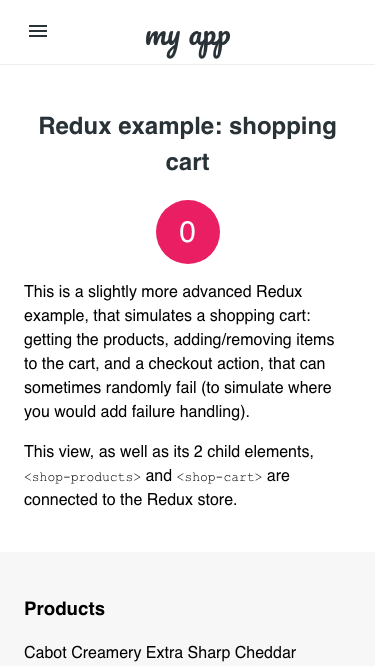 my app
Redux example: shopping
cart
0
This is a slightly more advanced Redux
example, that simulates a shopping cart:
getting the products, adding/removing items
to the cart, and a checkout action, that can
sometimes randomly fail (to simulate where
you would add failure handling).
This view, as well as its 2 child elements,
<shop-products> and <shop-cart> are
connected to the Redux store.
Products
Cabot Creamery Extra Sharp Cheddar